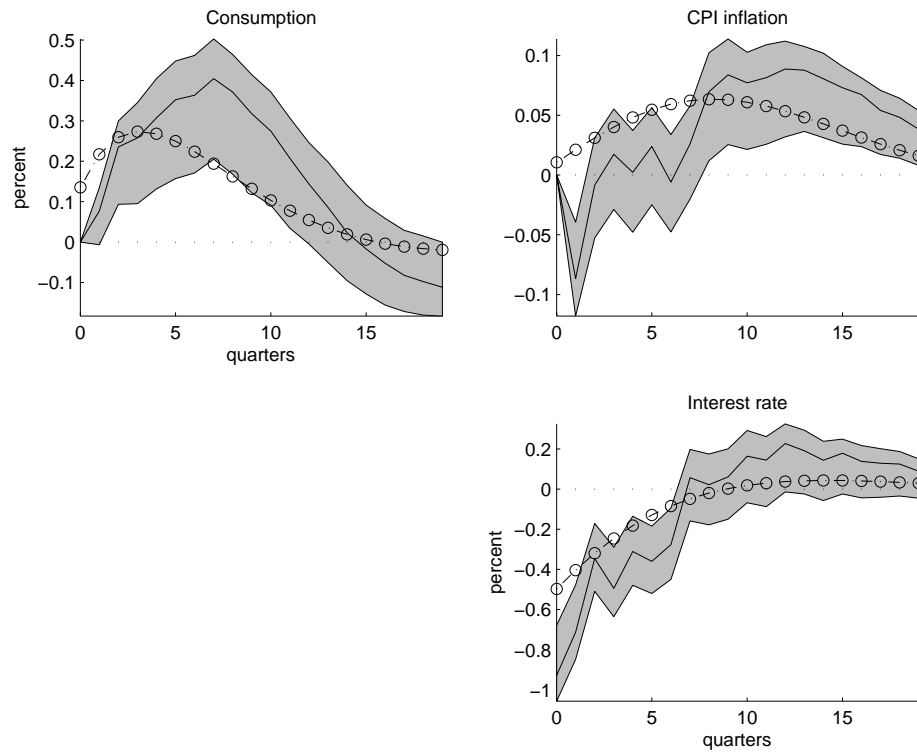 Consumption
0.5
0.4
0.3
0.2
0.1
0
−0.1
percent
0 5 10 15
quarters
CPI inflation
0.1
0.05
0
−0.05
−0.1
0 5 10 15
Interest rate
0.2
0
−0.2
−0.4
−0.6
−0.8
−1
percent
0 5 10 15
quarters